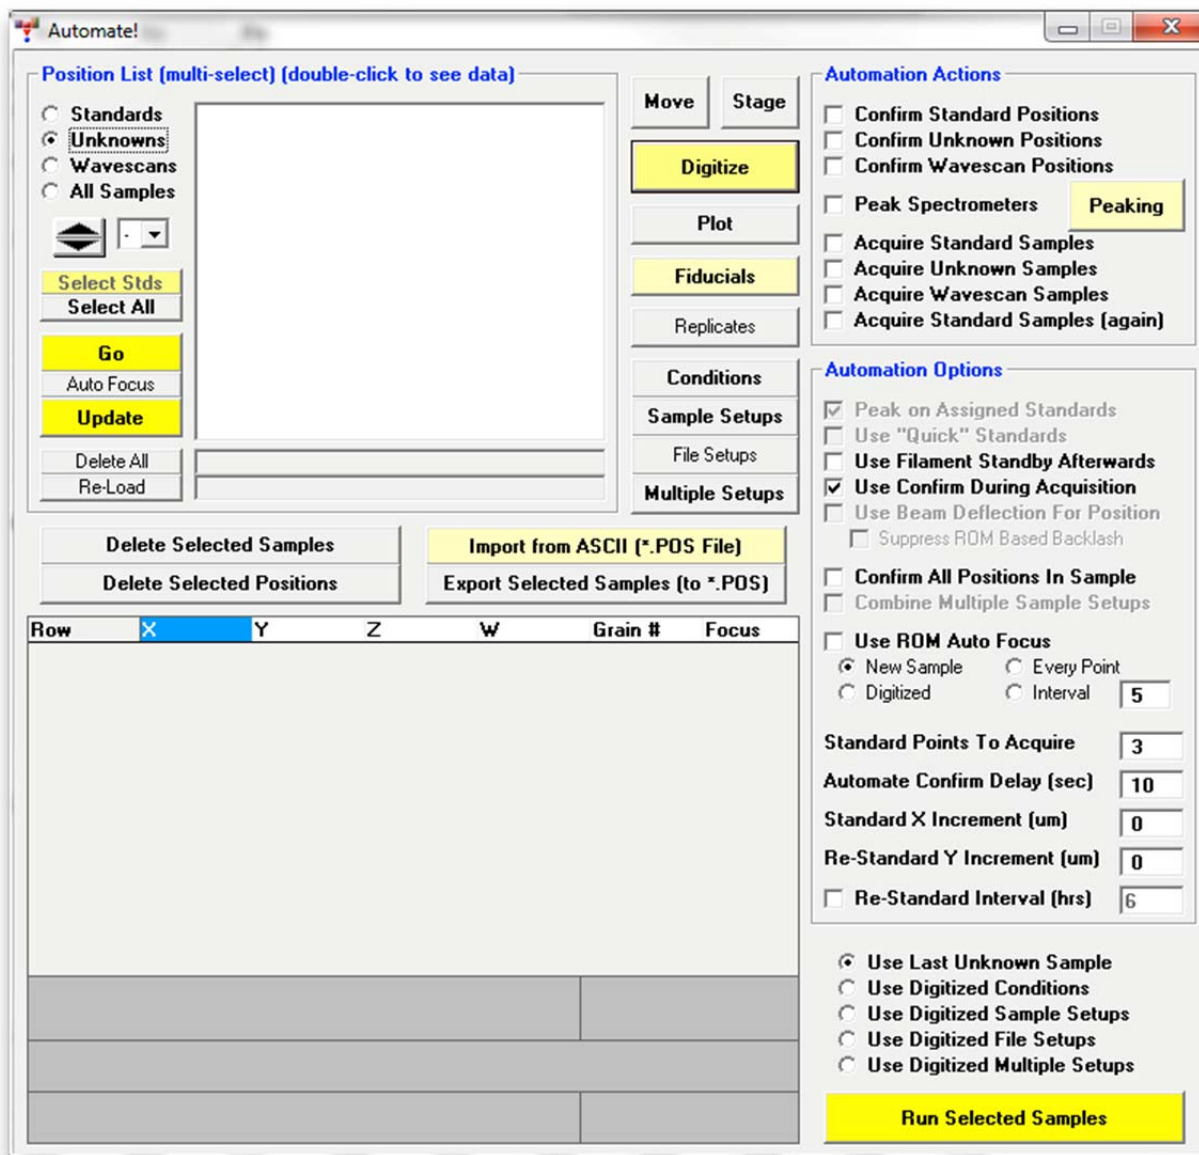 Automate!
Position List (multi-select) (double-click to see data)
Standards
Unknowns
Wavescans
All Samples
-
Select Stds
Select All
Go
Auto Focus
Update
Delete All
Re-Load
Move
Stage
Digitize
Plot
Fiducials
Replicates
Conditions
Sample Setups
File Setups
Multiple Setups
Delete Selected Samples
Import from ASCII (*.POS File)
Delete Selected Positions
Export Selected Samples (to *.POS)
Row X Y Z W Grain # Focus
Automation Actions
Confirm Standard Positions
Confirm Unknown Positions
Confirm Wavescan Positions
Peak Spectrometers
Peaking
Acquire Standard Samples
Acquire Unknown Samples
Acquire Wavescan Samples
Acquire Standard Samples (again)
Automation Options
Peak on Assigned Standards
Use "Quick" Standards
Use Filament Standby Afterwards
Use Confirm During Acquisition
Use Beam Deflection For Position
Suppress ROM Based Backlash
Confirm All Positions In Sample
Combine Multiple Sample Setups
Use ROM Auto Focus
New Sample Every Point
Digitized Interval 5
Standard Points To Acquire 3
Automate Confirm Delay (sec) 10
Standard X Increment (um) 0
Re-Standard Y Increment (um) 0
Re-Standard Interval (hrs) 6
Use Last Unknown Sample
Use Digitized Conditions
Use Digitized Sample Setups
Use Digitized File Setups
Use Digitized Multiple Setups
Run Selected Samples